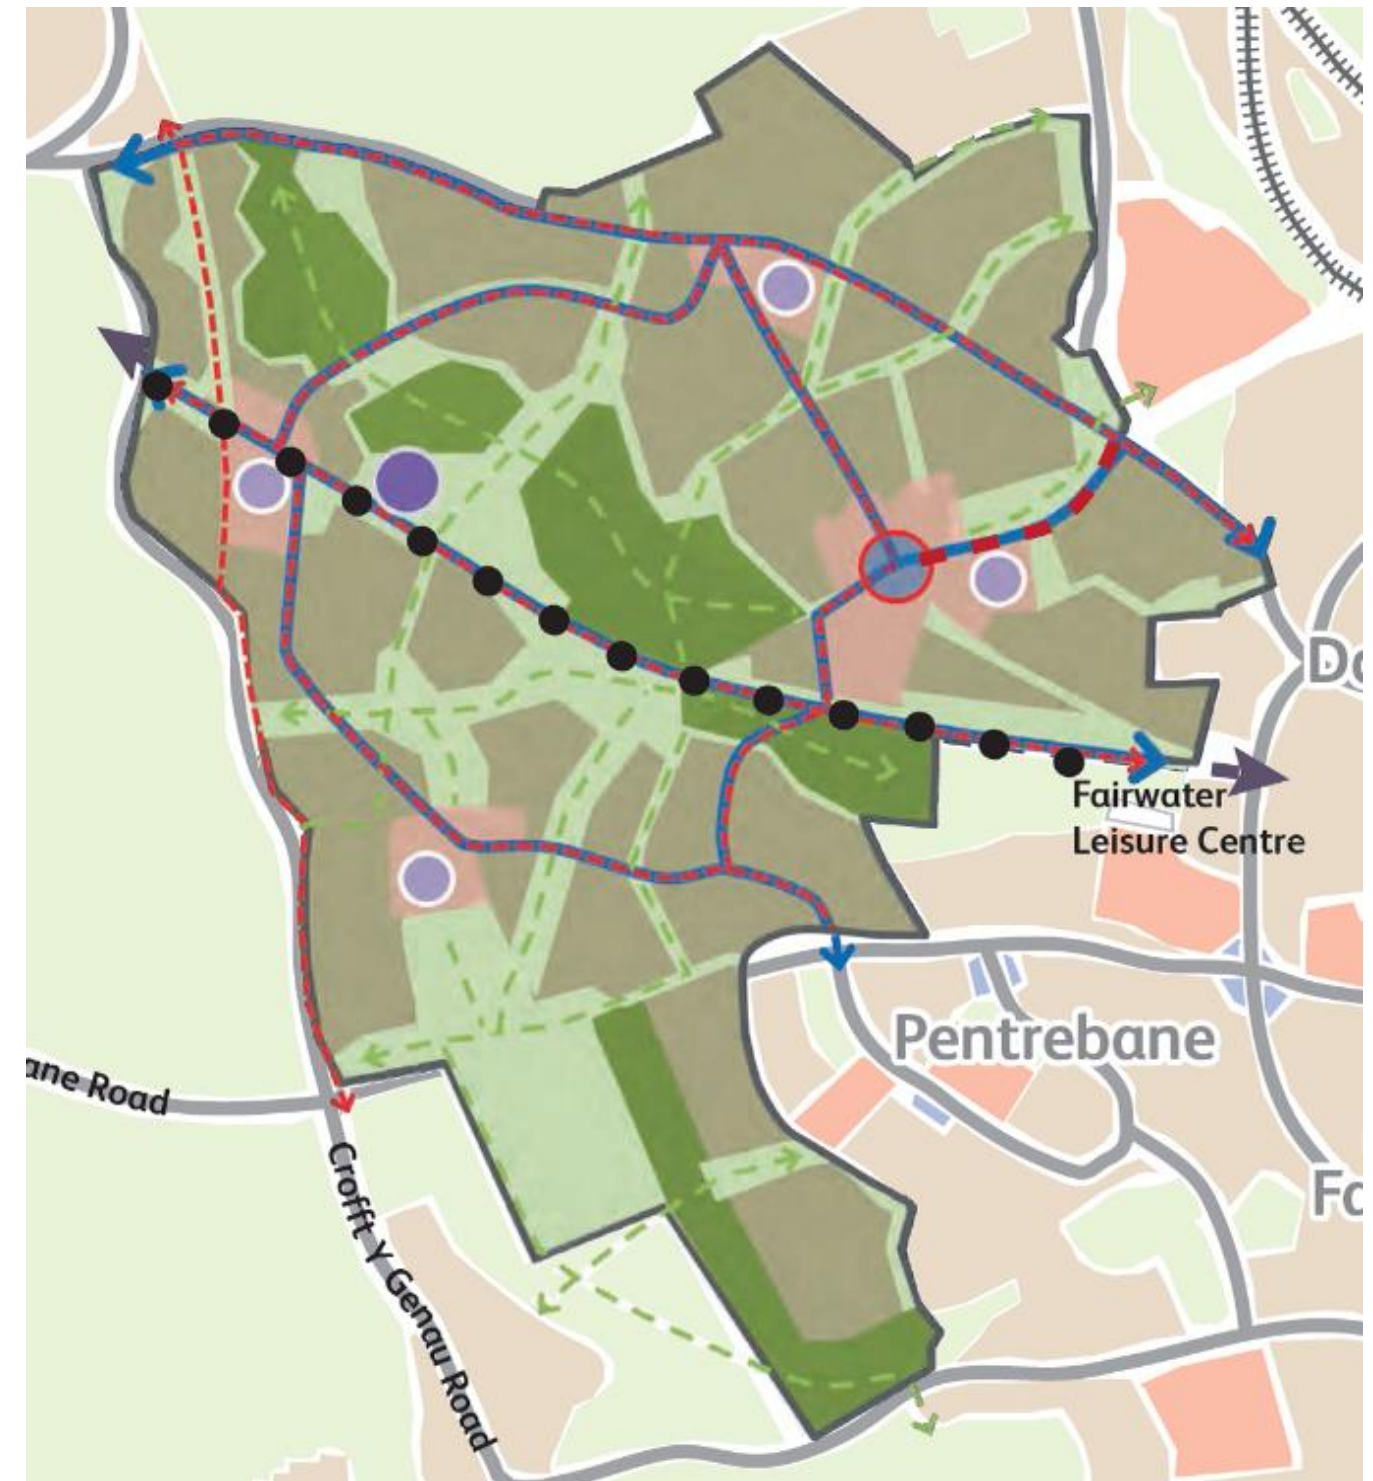 Fairwater
Leisure Centre
Pentrebane
ane Road
Crofft Y Genau Road